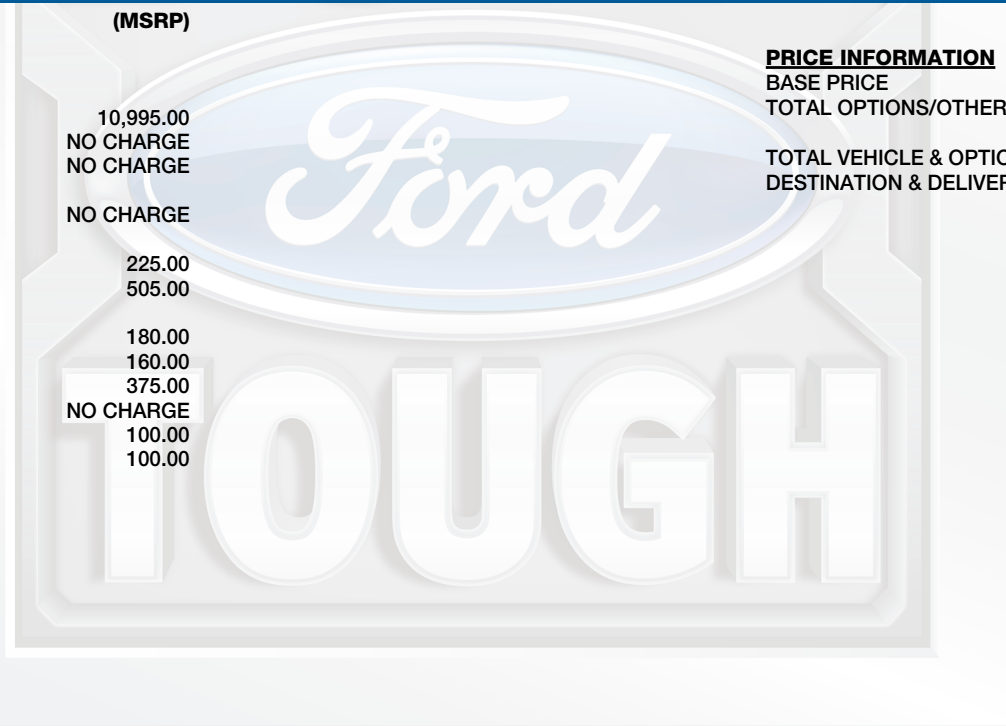 (MSRP)
10,995.00
NO CHARGE
NO CHARGE
NO CHARGE
225.00
505.00
180.00
160.00
375.00
NO CHARGE
100.00
100.00
PRICE INFORMATION
BASE PRICE
TOTAL OPTIONS/OTHER
TOTAL VEHICLE & OPTIO
DESTINATION & DELIVER
Ford
TOUGH